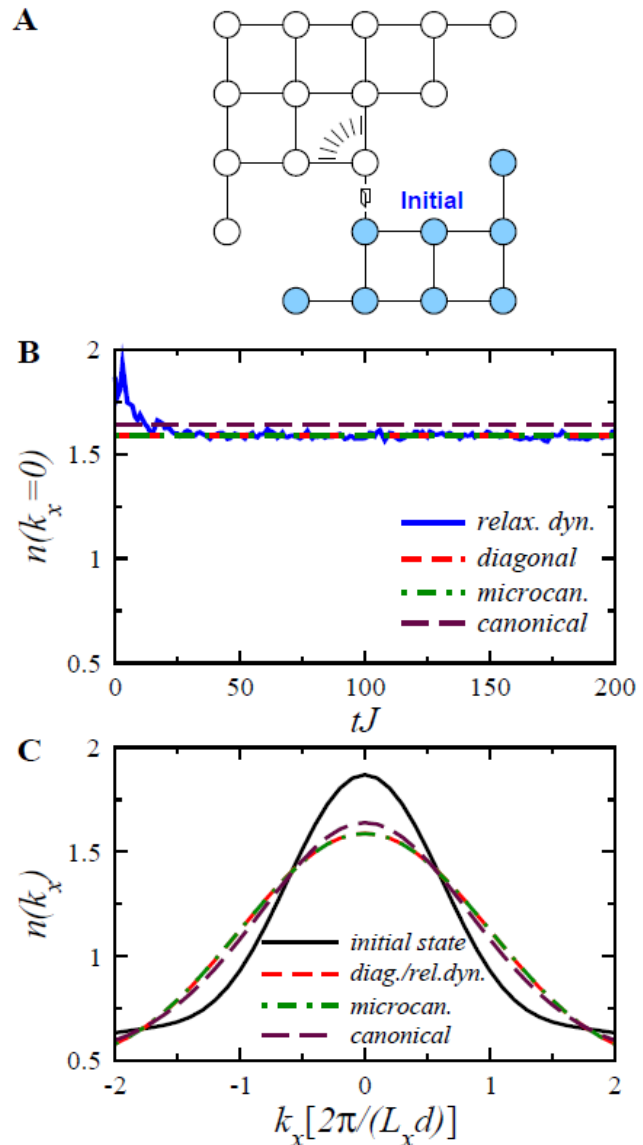 A
Initial
B
2
1.5
1
0.5
n(k_x=0)
relax. dyn.
diagonal
microcan.
canonical
0 50 100 150 200
tJ
C
2
1.5
1
0.5
n(k_x)
initial state
diag./rel.dyn.
microcan.
canonical
-2 -1 0 1 2
k_x[2π/(L_xd)]